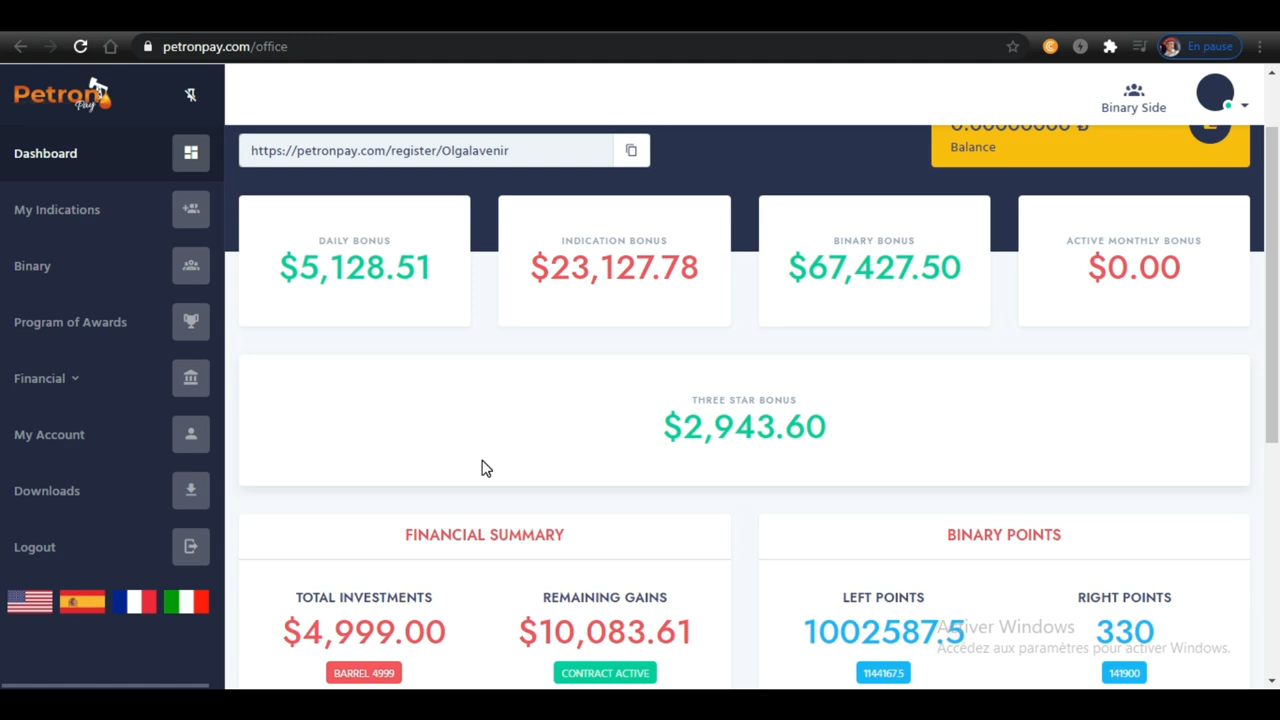 petronpay.com/office
En pause
Petron
Pay
Binary Side
Dashboard
https://petronpay.com/register/Olgalavenir
0.00000000 ₿
Balance
My Indications
DAILY BONUS
$5,128.51
INDICATION BONUS
$23,127.78
BINARY BONUS
$67,427.50
ACTIVE MONTHLY BONUS
$0.00
Binary
Program of Awards
Financial
THREE STAR BONUS
$2,943.60
My Account
Downloads
Logout
FINANCIAL SUMMARY
BINARY POINTS
TOTAL INVESTMENTS
$4,999.00
BARREL 4999
REMAINING GAINS
$10,083.61
CONTRACT ACTIVE
LEFT POINTS
1002587.5
1144167.5
RIGHT POINTS
330
141900
Activer Windows
Accédez aux paramètres pour activer Windows.